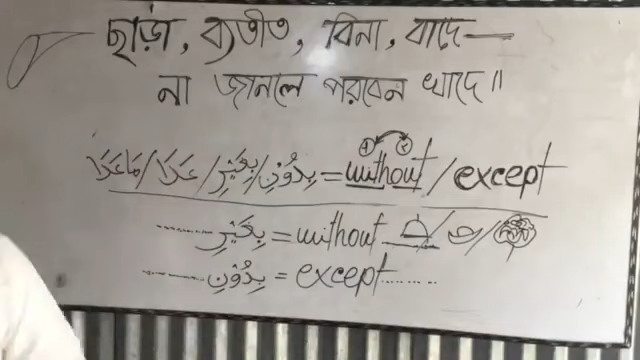 ছাড়া, ব্যতীত, বিনা, বাদে—
না জানলে পরবেন খাদে॥
مَاعَدَا/عَدَا/بِغَيْرِ/بِدُوْنِ = without / except
بِغَيْرِ = without
بِدُوْنِ = except........